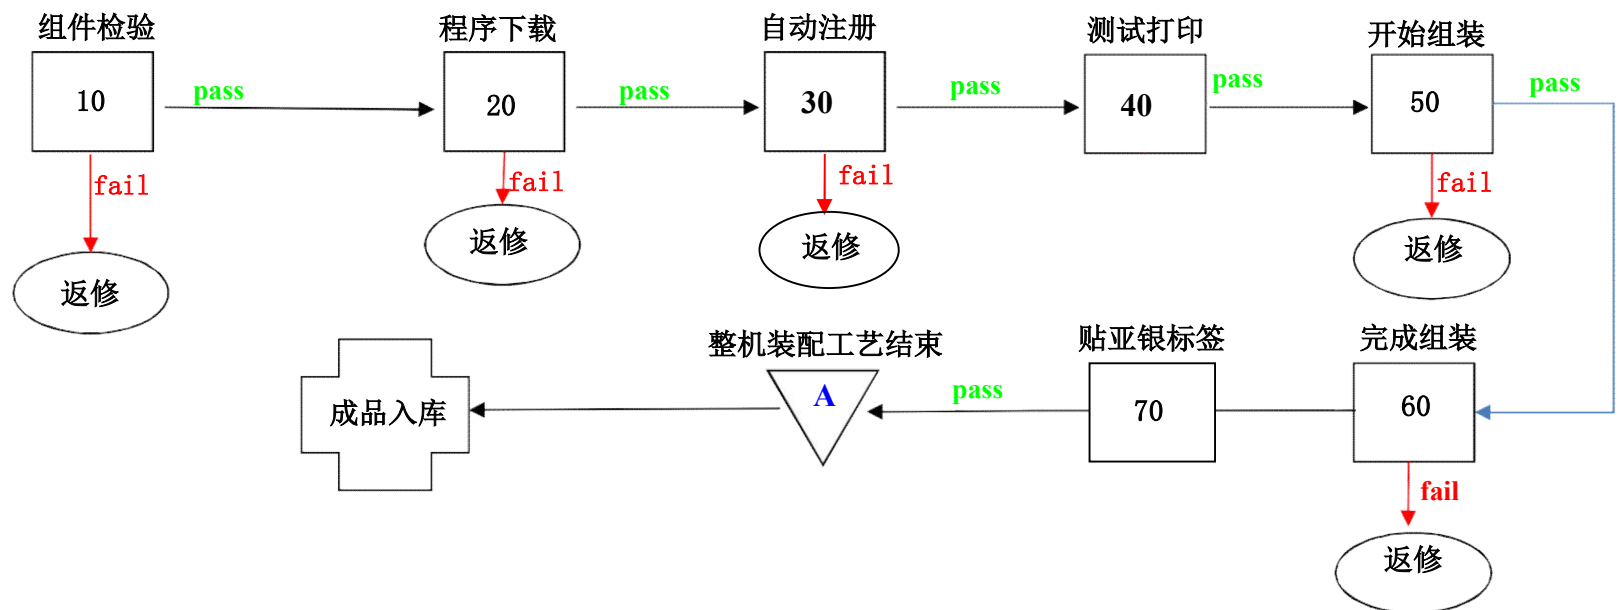 组件检验
程序下载
自动注册
测试打印
开始组装
10
pass
20
pass
30
pass
40
pass
50
pass
fail
fail
fail
fail
返修
返修
返修
返修
整机装配工艺结束
贴亚银标签
完成组装
成品入库
A
pass
70
60
fail
返修